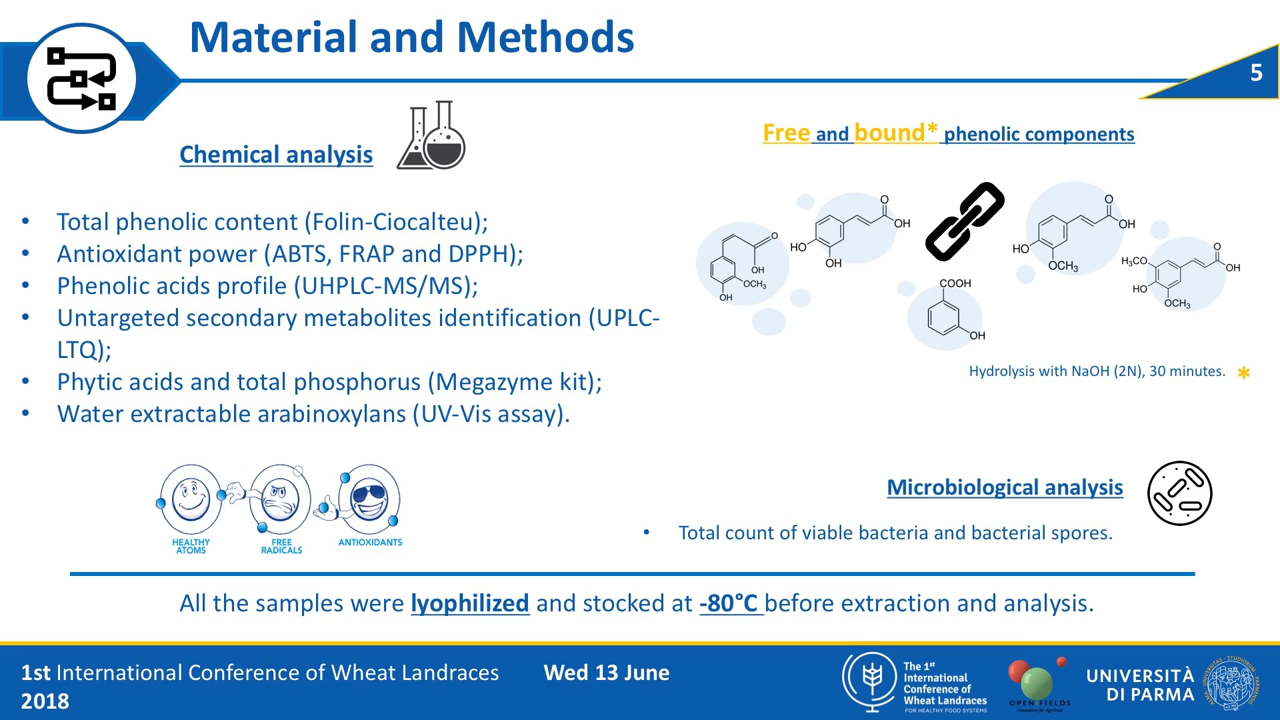 Material and Methods
5
Chemical analysis
• Total phenolic content (Folin-Ciocalteu);
• Antioxidant power (ABTS, FRAP and DPPH);
• Phenolic acids profile (UHPLC-MS/MS);
• Untargeted secondary metabolites identification (UPLC-
LTQ);
• Phytic acids and total phosphorus (Megazyme kit);
• Water extractable arabinoxylans (UV-Vis assay).
HEALTHY
ATOMS
FREE
RADICALS
ANTIOXIDANTS
Free and bound* phenolic components
O
OH
OCH3
OH
O
OH
HO
OH
COOH
OH
O
OH
HO
OCH3
O
OH
H3CO
HO
OCH3
Hydrolysis with NaOH (2N), 30 minutes. *
Microbiological analysis
• Total count of viable bacteria and bacterial spores.
All the samples were lyophilized and stocked at -80°C before extraction and analysis.
1st International Conference of Wheat Landraces Wed 13 June
2018
The 1st
International
Conference of
Wheat Landraces
FOR HEALTHY FOOD SYSTEMS
OPEN FIELDS
UNIVERSITÀ
DI PARMA